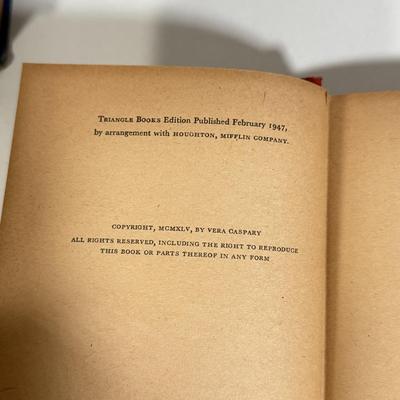 TRIANGLE BOOKS Edition Published February 1947,
by arrangement with HOUGHTON, MIFFLIN COMPANY.
COPYRIGHT, MCMXLV, BY VERA CASPARY
ALL RIGHTS RESERVED, INCLUDING THE RIGHT TO REPRODUCE
THIS BOOK OR PARTS THEREOF IN ANY FORM